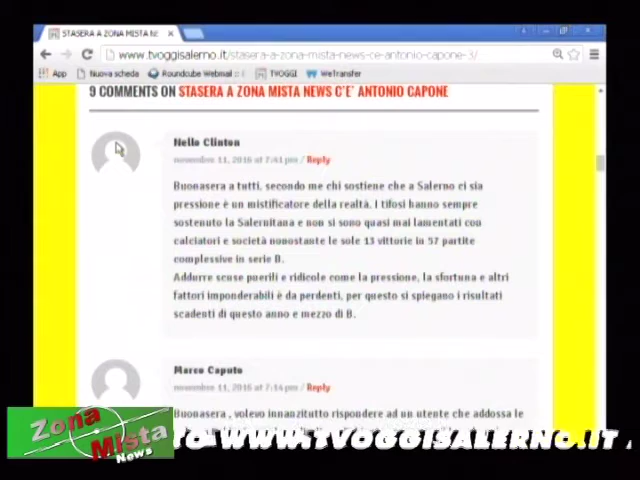 STASERA A ZONA MISTA NE
www.tvoggisalerno.it/stasera-a-zona-mista-news-ce-antonio-capone-3/
App Nuova scheda Roundcube Webmail :: TVOGGI WeTransfer
9 COMMENTS ON STASERA A ZONA MISTA NEWS C'E' ANTONIO CAPONE
Nello Clinton
novembre 11, 2016 at 7:41 pm / Reply
Buonasera a tutti, secondo me chi sostiene che a Salerno ci sia
pressione è un mistificatore della realtà. I tifosi hanno sempre
sostenuto la Salernitana e non si sono quasi mai lamentati con
calciatori e società nonostante le sole 13 vittorie in 57 partite
complessive in serie B.
Addurre scuse puerili e ridicole come la pressione, la sfortuna e altri
fattori imponderabili è da perdenti, per questo si spiegano i risultati
scadenti di questo anno e mezzo di B.
Marco Caputo
novembre 11, 2016 at 7:14 pm / Reply
Buonasera , volevo innanzitutto rispondere ad un utente che addossa le
Zona
Mista
News
TO WWW.TVOGGISALERNO.IT /